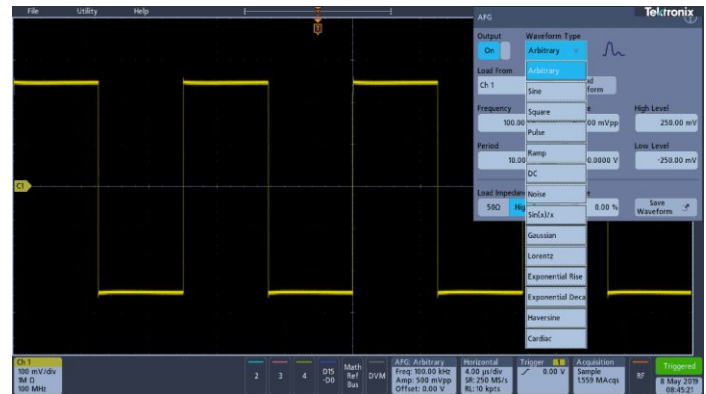 File Utility Help
Tektronix
AFG
Output Waveform Type
On Arbitrary
Load From Arbitrary
Ch 1 Sine
Frequency Square High Level
100.00 Pulse 250.00 mV
Period Ramp Low Level
10.00 DC 0.0000 V -250.00 mV
Load Impedance Noise
50Ω Sin(x)/x 0.00 % Save Waveform
Gaussian
Lorentz
Exponential Rise
Exponential Deca
Haversine
Cardiac
C1
Ch 1
100 mV/div
1M Ω
100 MHz
2 3 4 D15 -D0 Math Ref Bus DVM
AFG: Arbitrary
Freq: 100.00 kHz
Amp: 500 mVpp
Offset: 0.00 V
Horizontal
4.00 µs/div
SR: 250 MS/s
RL: 10 kpts
Trigger 1
0.00 V
Acquisition
Sample
1559 MAcqs
RF
Triggered
8 May 2019
08:45:21